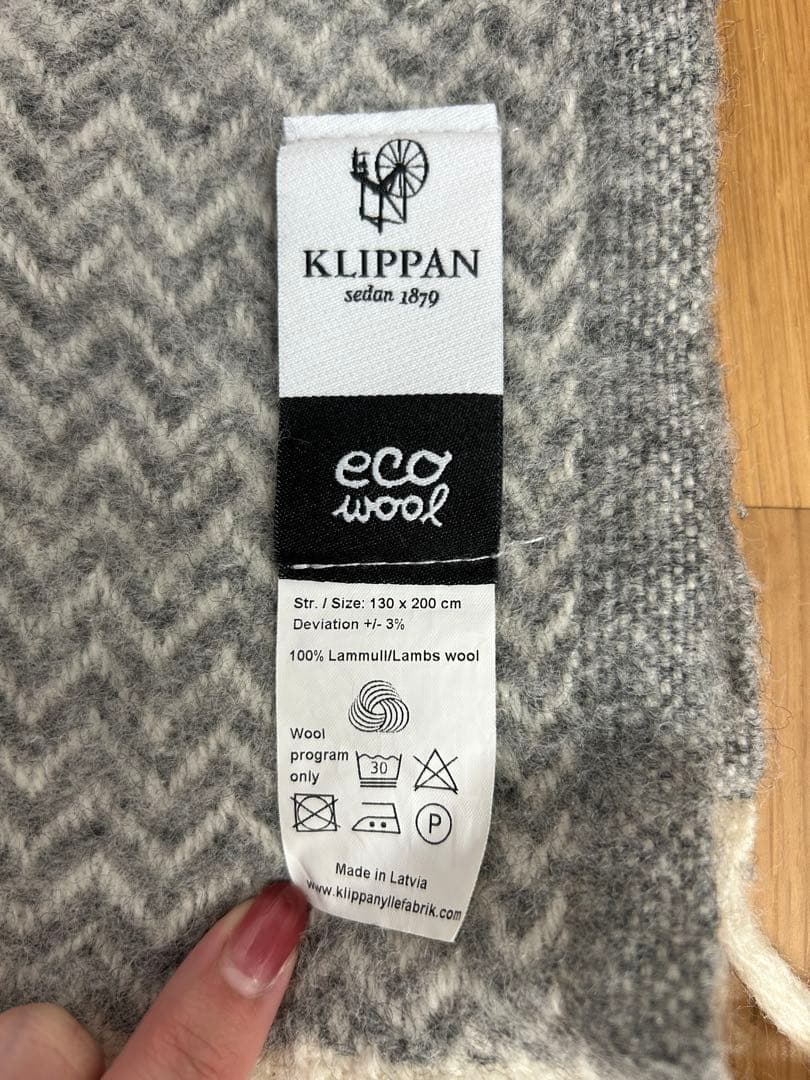 KLIPPAN
sedan 1879
eco
wool
Str. / Size: 130 x 200 cm
Deviation +/- 3%
100% Lammull/Lambs wool
Wool
program
only
30
P
Made in Latvia
www.klippanyllefabrik.com